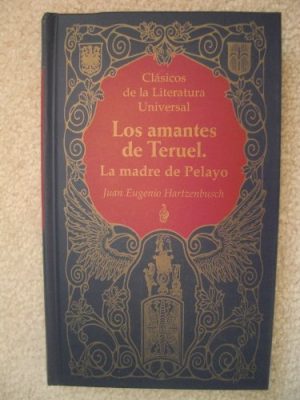 Clásicos
de la Literatura
Universal
Los amantes
de Teruel.
La madre de Pelayo
Juan Eugenio Hartzenbusch